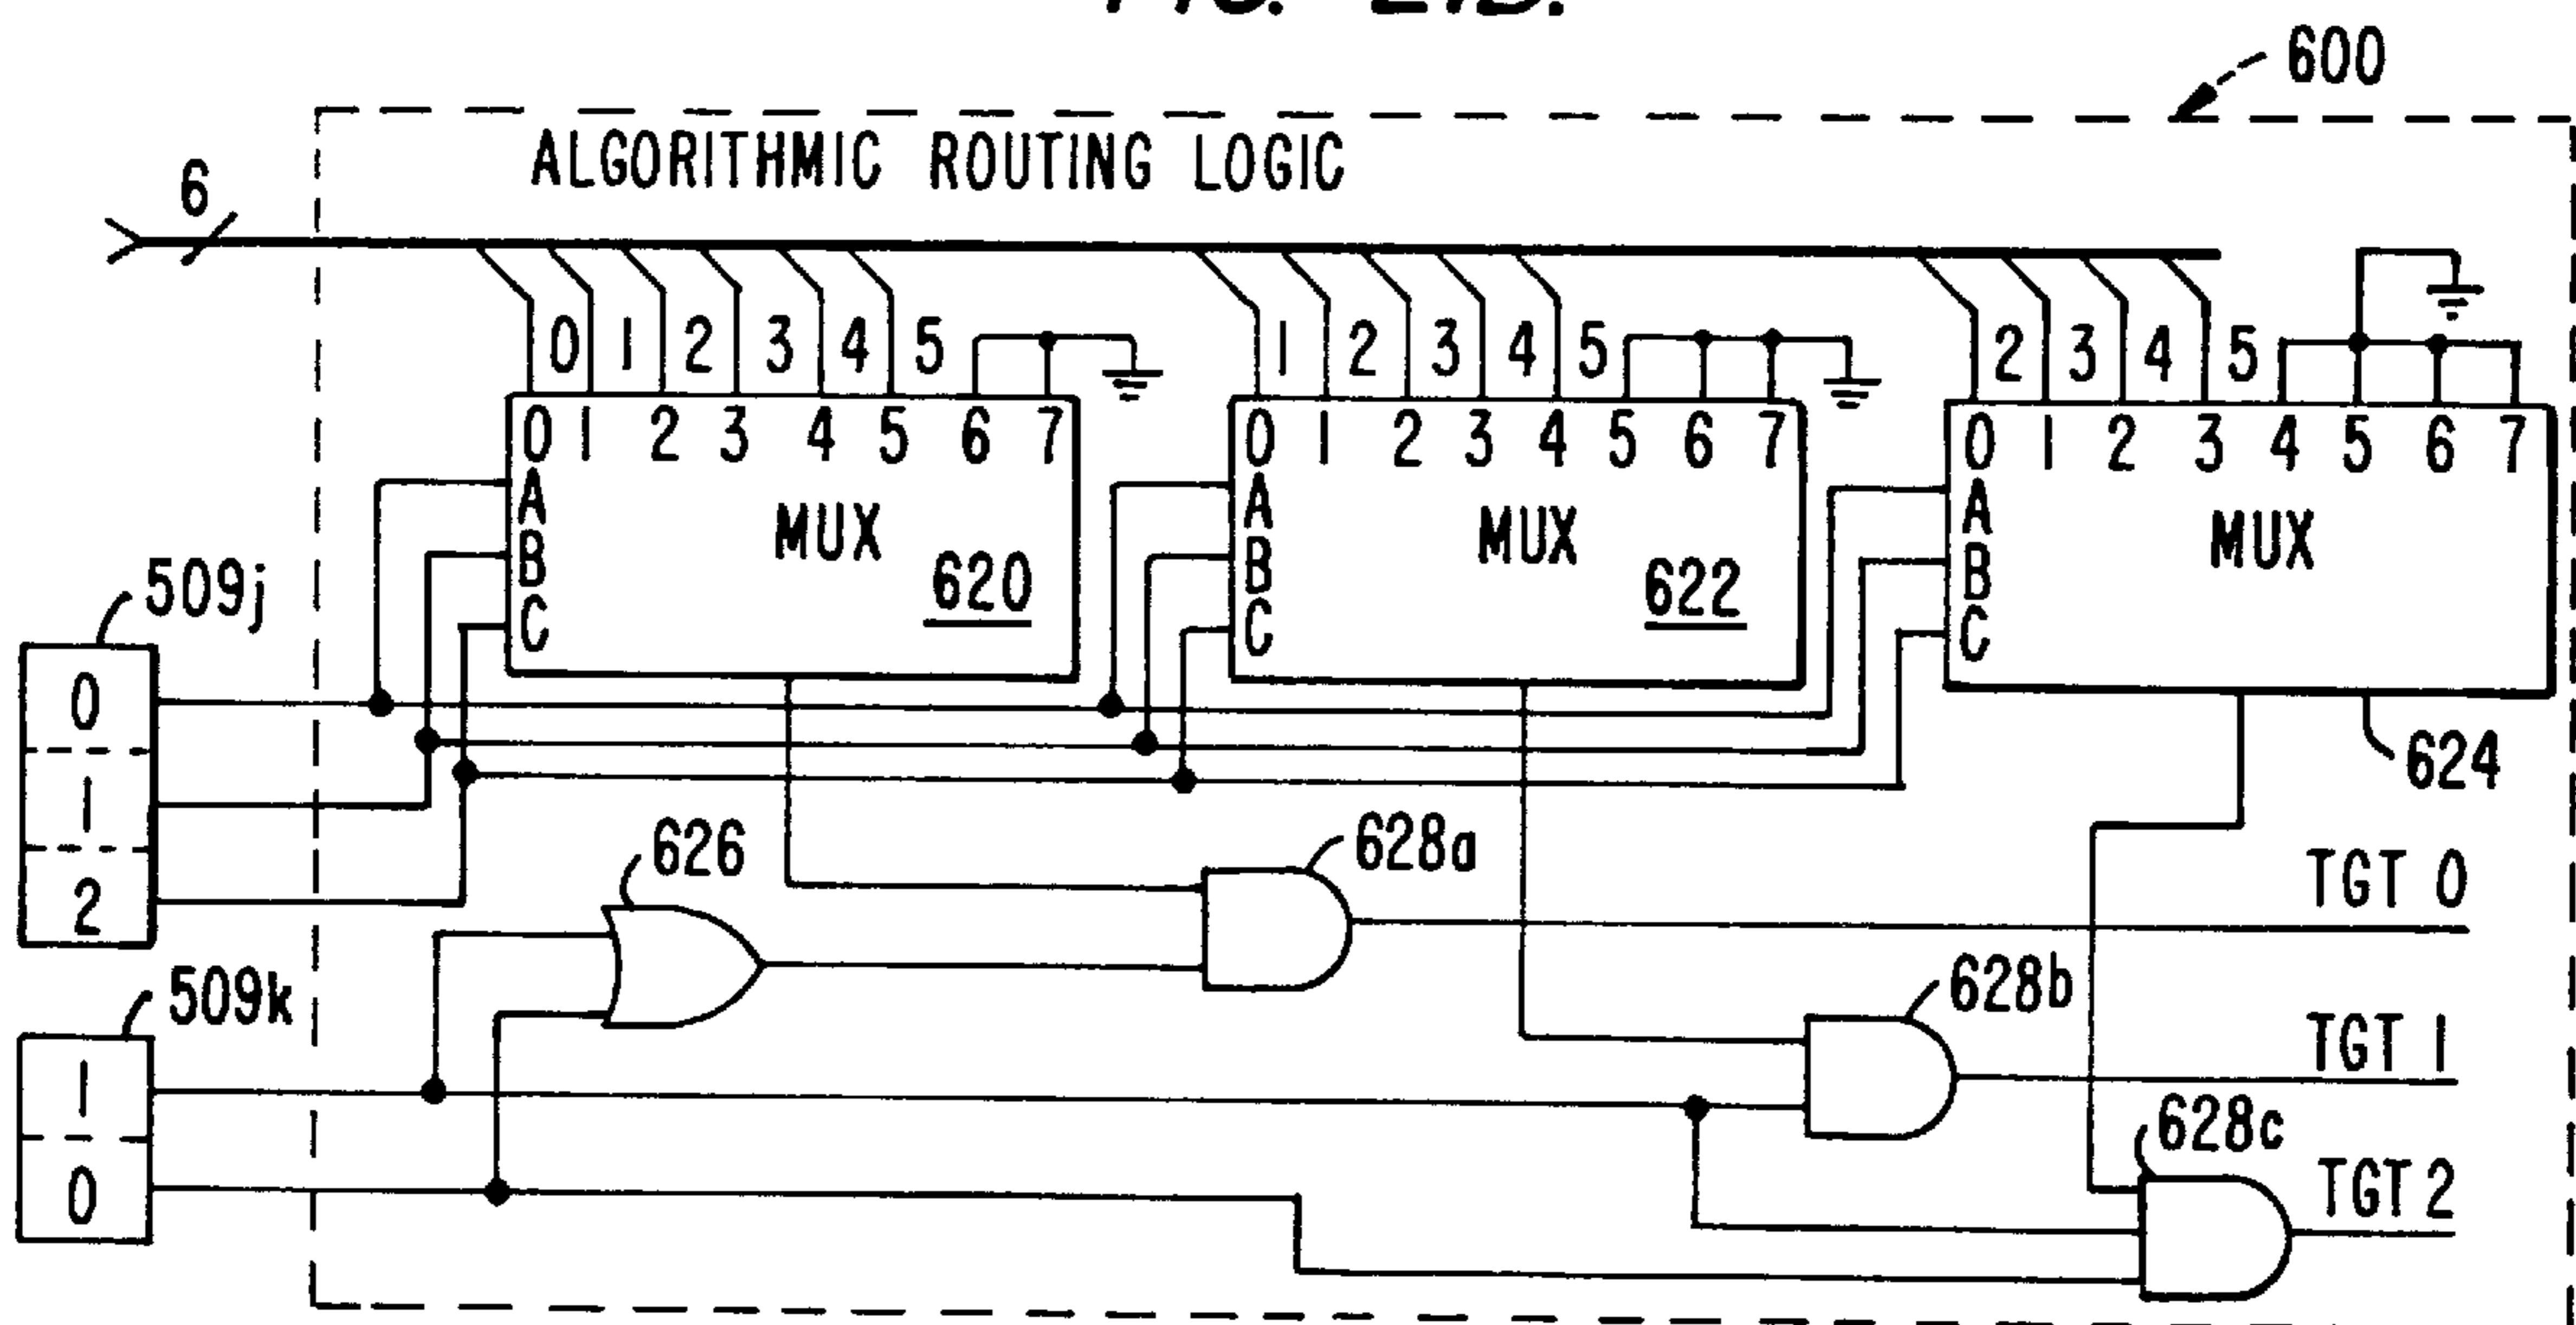 600
ALGORITHMIC ROUTING LOGIC
6
0 1 2 3 4 5
1 2 3 4 5
2 3 4 5
0 1 2 3 4 5 6 7
A
B
C
MUX
620
0 1 2 3 4 5 6 7
A
B
C
MUX
622
0 1 2 3 4 5 6 7
A
B
C
MUX
624
509j
0
1
2
626
628a
TGT 0
509k
1
0
628b
TGT 1
628c
TGT 2